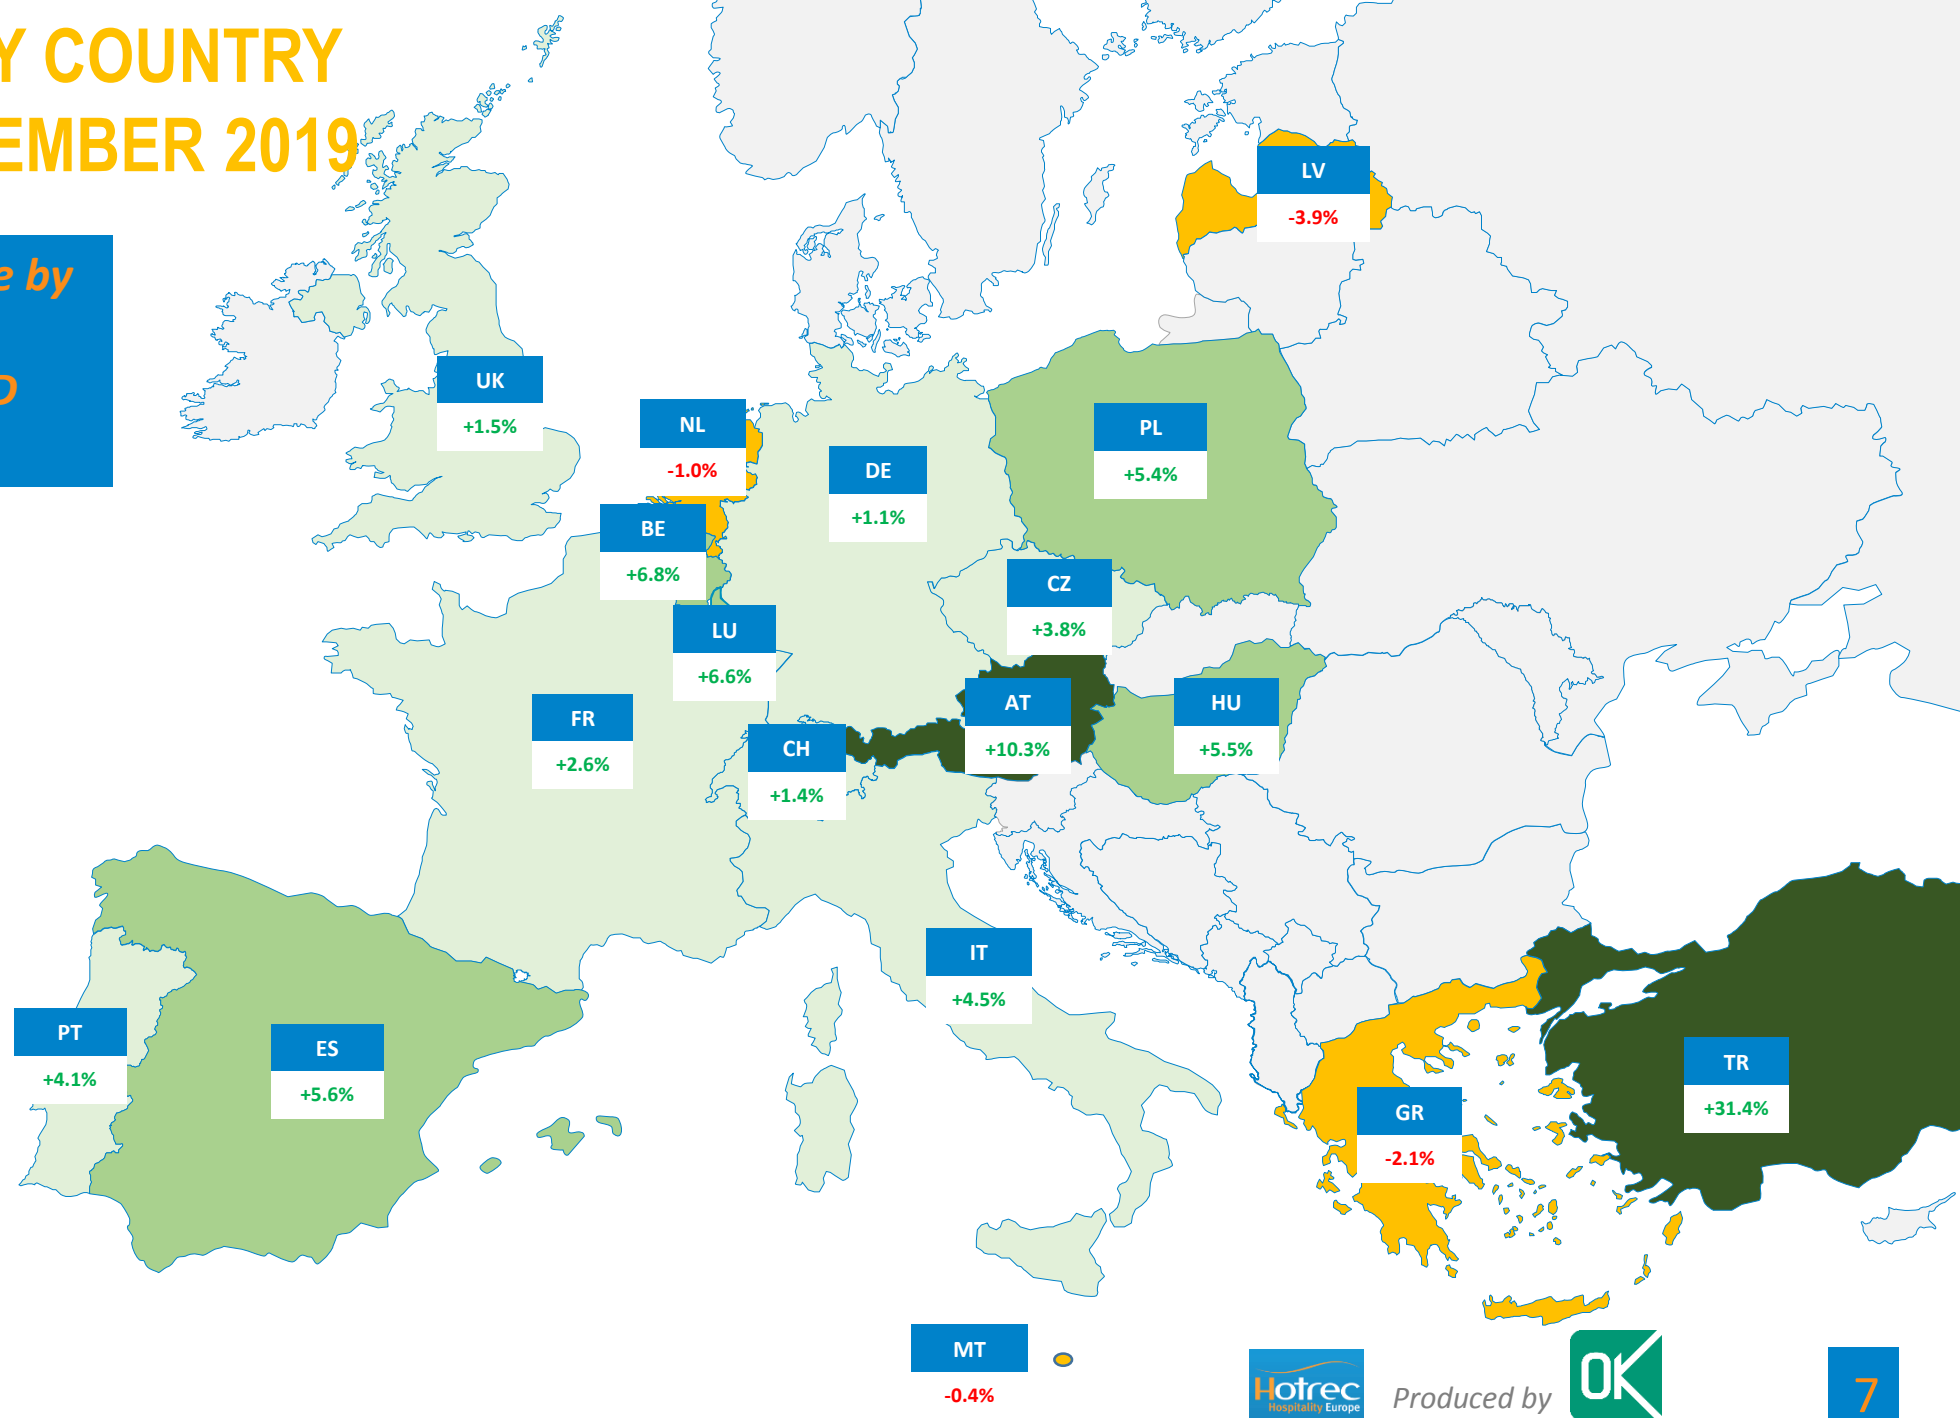 Y COUNTRY
EMBER 2019
e by
D
LV
-3.9%
UK
+1.5%
NL
-1.0%
PL
+5.4%
DE
+1.1%
BE
+6.8%
CZ
+3.8%
LU
+6.6%
AT
+10.3%
HU
+5.5%
FR
+2.6%
CH
+1.4%
IT
+4.5%
PT
+4.1%
ES
+5.6%
TR
+31.4%
GR
-2.1%
MT
-0.4%
Hotrec
Hospitality Europe
Produced by
OK
7